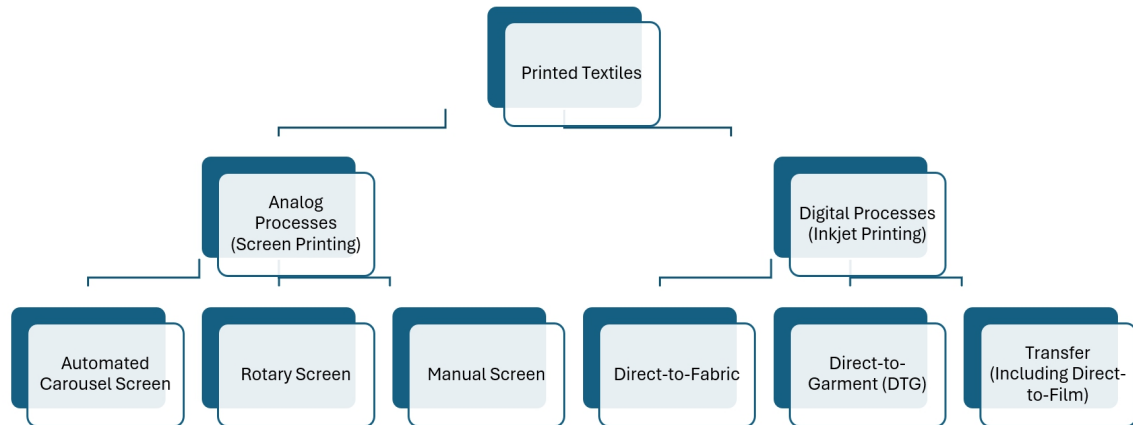 Printed Textiles
Analog
Processes
(Screen Printing)
Digital Processes
(Inkjet Printing)
Automated
Carousel Screen
Rotary Screen
Manual Screen
Direct-to-Fabric
Direct-to-
Garment (DTG)
Transfer
(Including Direct-
to-Film)